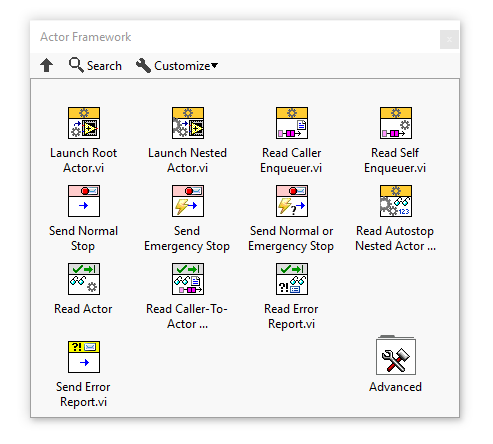 Actor Framework
Search
Customize
Launch Root Actor.vi
Launch Nested Actor.vi
Read Caller Enqueuer.vi
Read Self Enqueuer.vi
Send Normal Stop
Send Emergency Stop
Send Normal or Emergency Stop
Read Autostop Nested Actor ...
Read Actor
Read Caller-To-Actor ...
Read Error Report.vi
Send Error Report.vi
Advanced